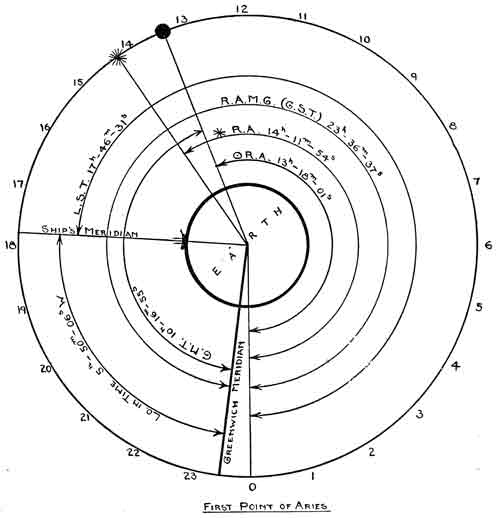 12
13
11
14
10
15
9
R.A.M.G. (G.S.T) 23ʰ-36ᵐ-37ˢ
16
8
* R.A. 14ʰ-11ᵐ-54ˢ
L.S.T. 17ʰ-46ᵐ-31ˢ
⊙R.A. 13ʰ-18ᵐ-01ˢ
17
7
EARTH
SHIP'S MERIDIAN
18
6
G.M.T. 10ʰ-16ᵐ-55ˢ
19
5
LO IN TIME 5ʰ-50ᵐ-06ˢ W
GREENWICH MERIDIAN
20
4
21
3
22
2
23
0
1
FIRST POINT OF ARIES